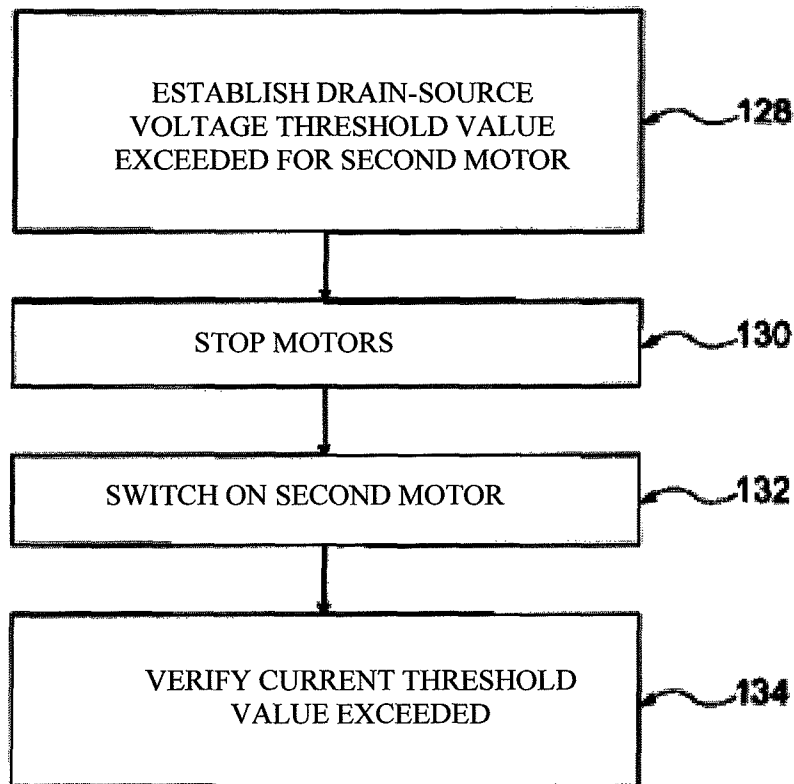 ESTABLISH DRAIN-SOURCE
VOLTAGE THRESHOLD VALUE
EXCEEDED FOR SECOND MOTOR
128
STOP MOTORS
130
SWITCH ON SECOND MOTOR
132
VERIFY CURRENT THRESHOLD
VALUE EXCEEDED
134